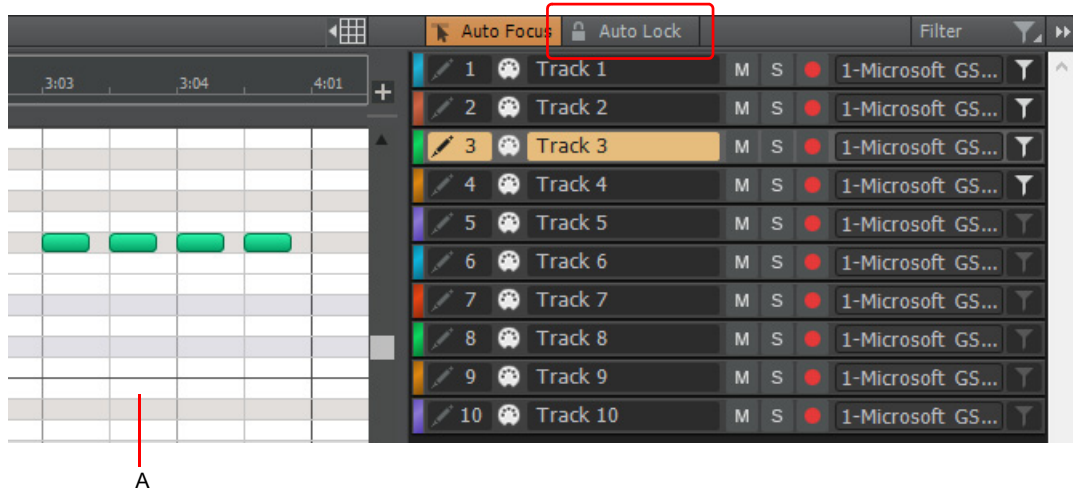 Auto Focus Auto Lock Filter
3:03 3:04 4:01
1 Track 1 M S 1-Microsoft GS...
2 Track 2 M S 1-Microsoft GS...
3 Track 3 M S 1-Microsoft GS...
4 Track 4 M S 1-Microsoft GS...
5 Track 5 M S 1-Microsoft GS...
6 Track 6 M S 1-Microsoft GS...
7 Track 7 M S 1-Microsoft GS...
8 Track 8 M S 1-Microsoft GS...
9 Track 9 M S 1-Microsoft GS...
10 Track 10 M S 1-Microsoft GS...
A